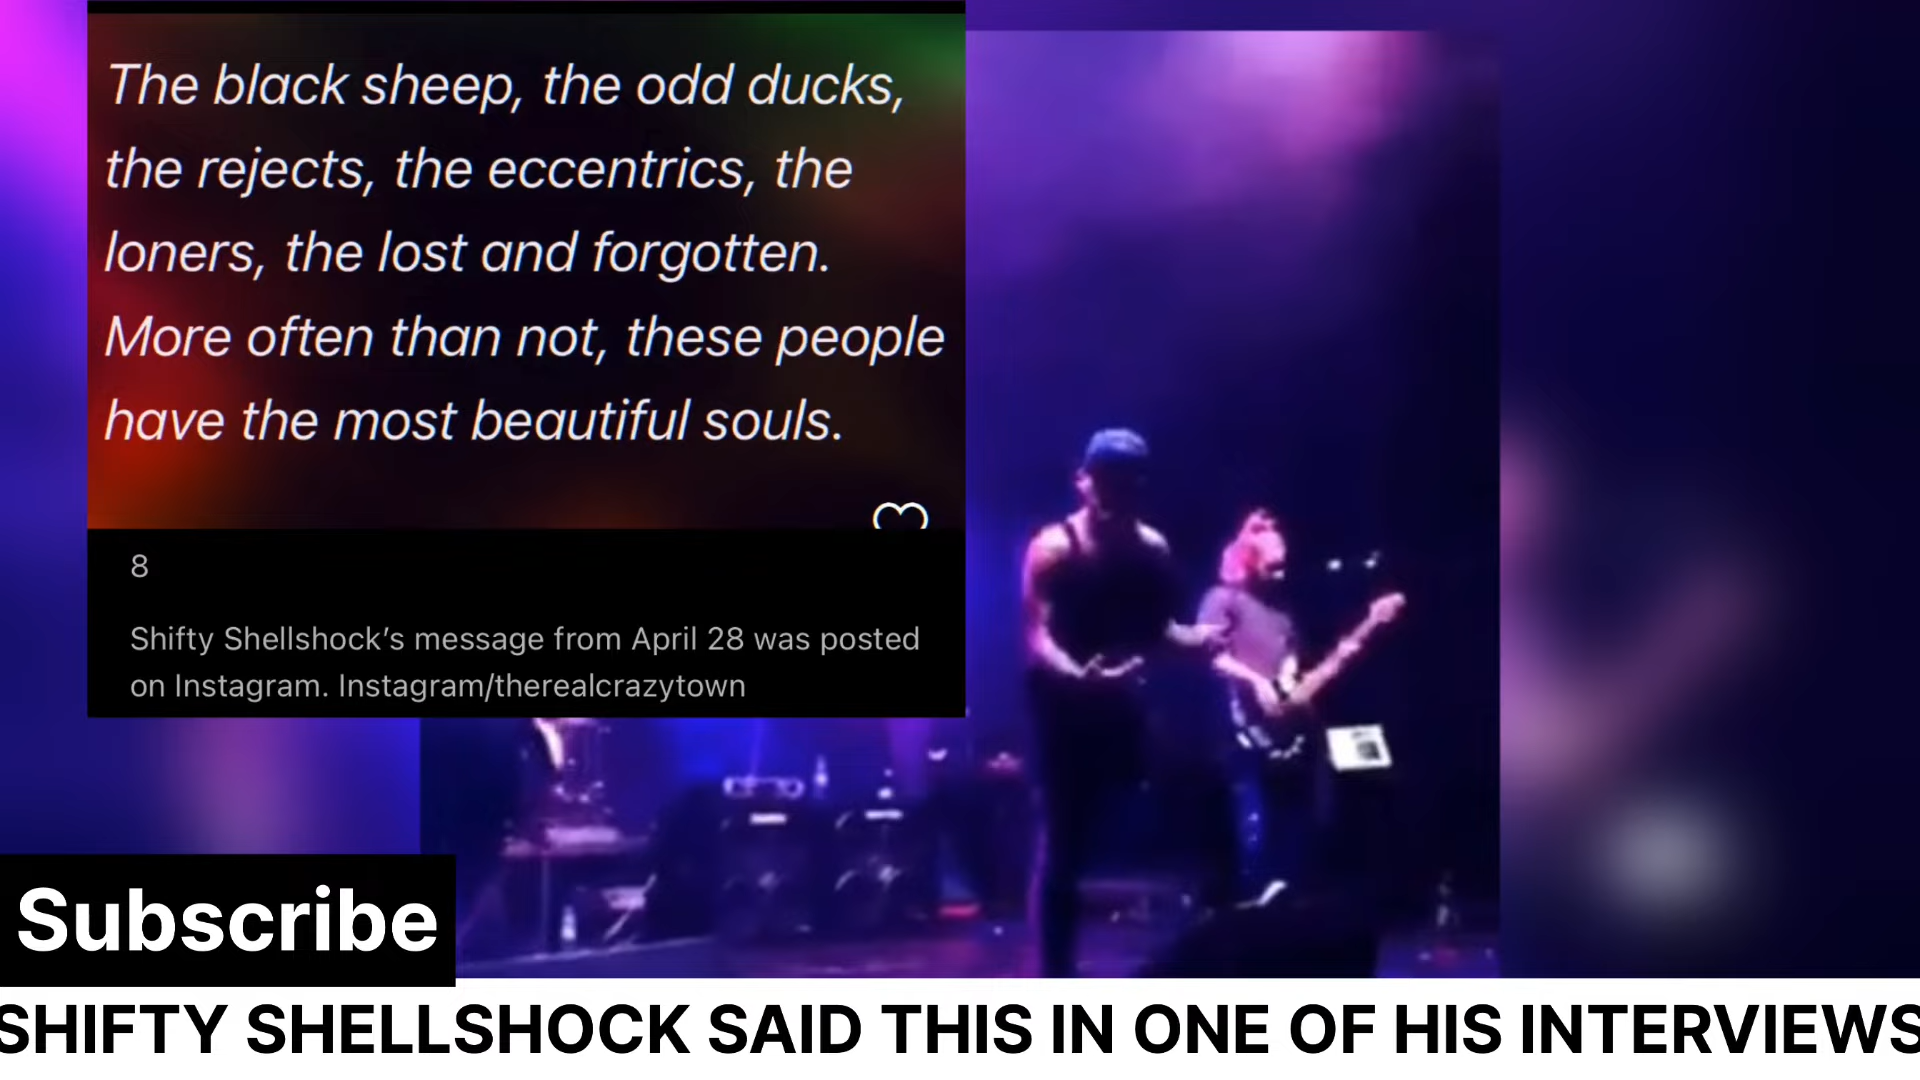 The black sheep, the odd ducks,
the rejects, the eccentrics, the
loners, the lost and forgotten.
More often than not, these people
have the most beautiful souls.
8
Shifty Shellshock’s message from April 28 was posted
on Instagram. Instagram/therealcrazytown
Subscribe
SHIFTY SHELLSHOCK SAID THIS IN ONE OF HIS INTERVIEWS